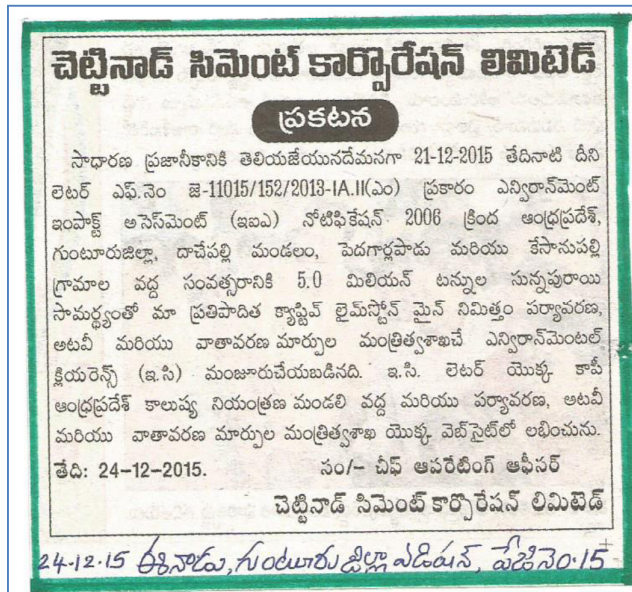 చెట్టినాడ్ సిమెంట్ కార్పొరేషన్ లిమిటెడ్
ప్రకటన
సాధారణ ప్రజానీకానికి తెలియజేయునదేమనగా 21-12-2015 తేదినాటి దీని
లెటర్ ఎఫ్.నెం జె-11015/152/2013-IA.II(ఎం) ప్రకారం ఎన్విరాన్‌మెంట్
ఇంపాక్ట్ అసెస్‌మెంట్ (ఇఐఎ) నోటిఫికేషన్ 2006 క్రింద ఆంధ్రప్రదేశ్,
గుంటూరుజిల్లా, దాచేపల్లి మండలం, పెదగార్లపాడు మరియు కేసానుపల్లి
గ్రామాల వద్ద సంవత్సరానికి 5.0 మిలియన్ టన్నుల సున్నపురాయి
సామర్థ్యంతో మా ప్రతిపాదిత క్యాప్టివ్ లైమ్‌స్టోన్ మైన్ నిమిత్తం పర్యావరణ,
అటవీ మరియు వాతావరణ మార్పుల మంత్రిత్వశాఖచే ఎన్విరాన్‌మెంటల్
క్లియరెన్స్ (ఇ.సి) మంజూరుచేయబడినది. ఇ.సి. లెటర్ యొక్క కాపీ
ఆంధ్రప్రదేశ్ కాలుష్య నియంత్రణ మండలి వద్ద మరియు పర్యావరణ, అటవీ
మరియు వాతావరణ మార్పుల మంత్రిత్వశాఖ యొక్క వెబ్‌సైట్‌లో లభించును.
తేది: 24-12-2015. సం/- చీఫ్ ఆపరేటింగ్ ఆఫీసర్
చెట్టినాడ్ సిమెంట్ కార్పొరేషన్ లిమిటెడ్
24.12.15 ఈనాడు, గుంటూరు జిల్లా ఎడిషన్, పేజినెం.15